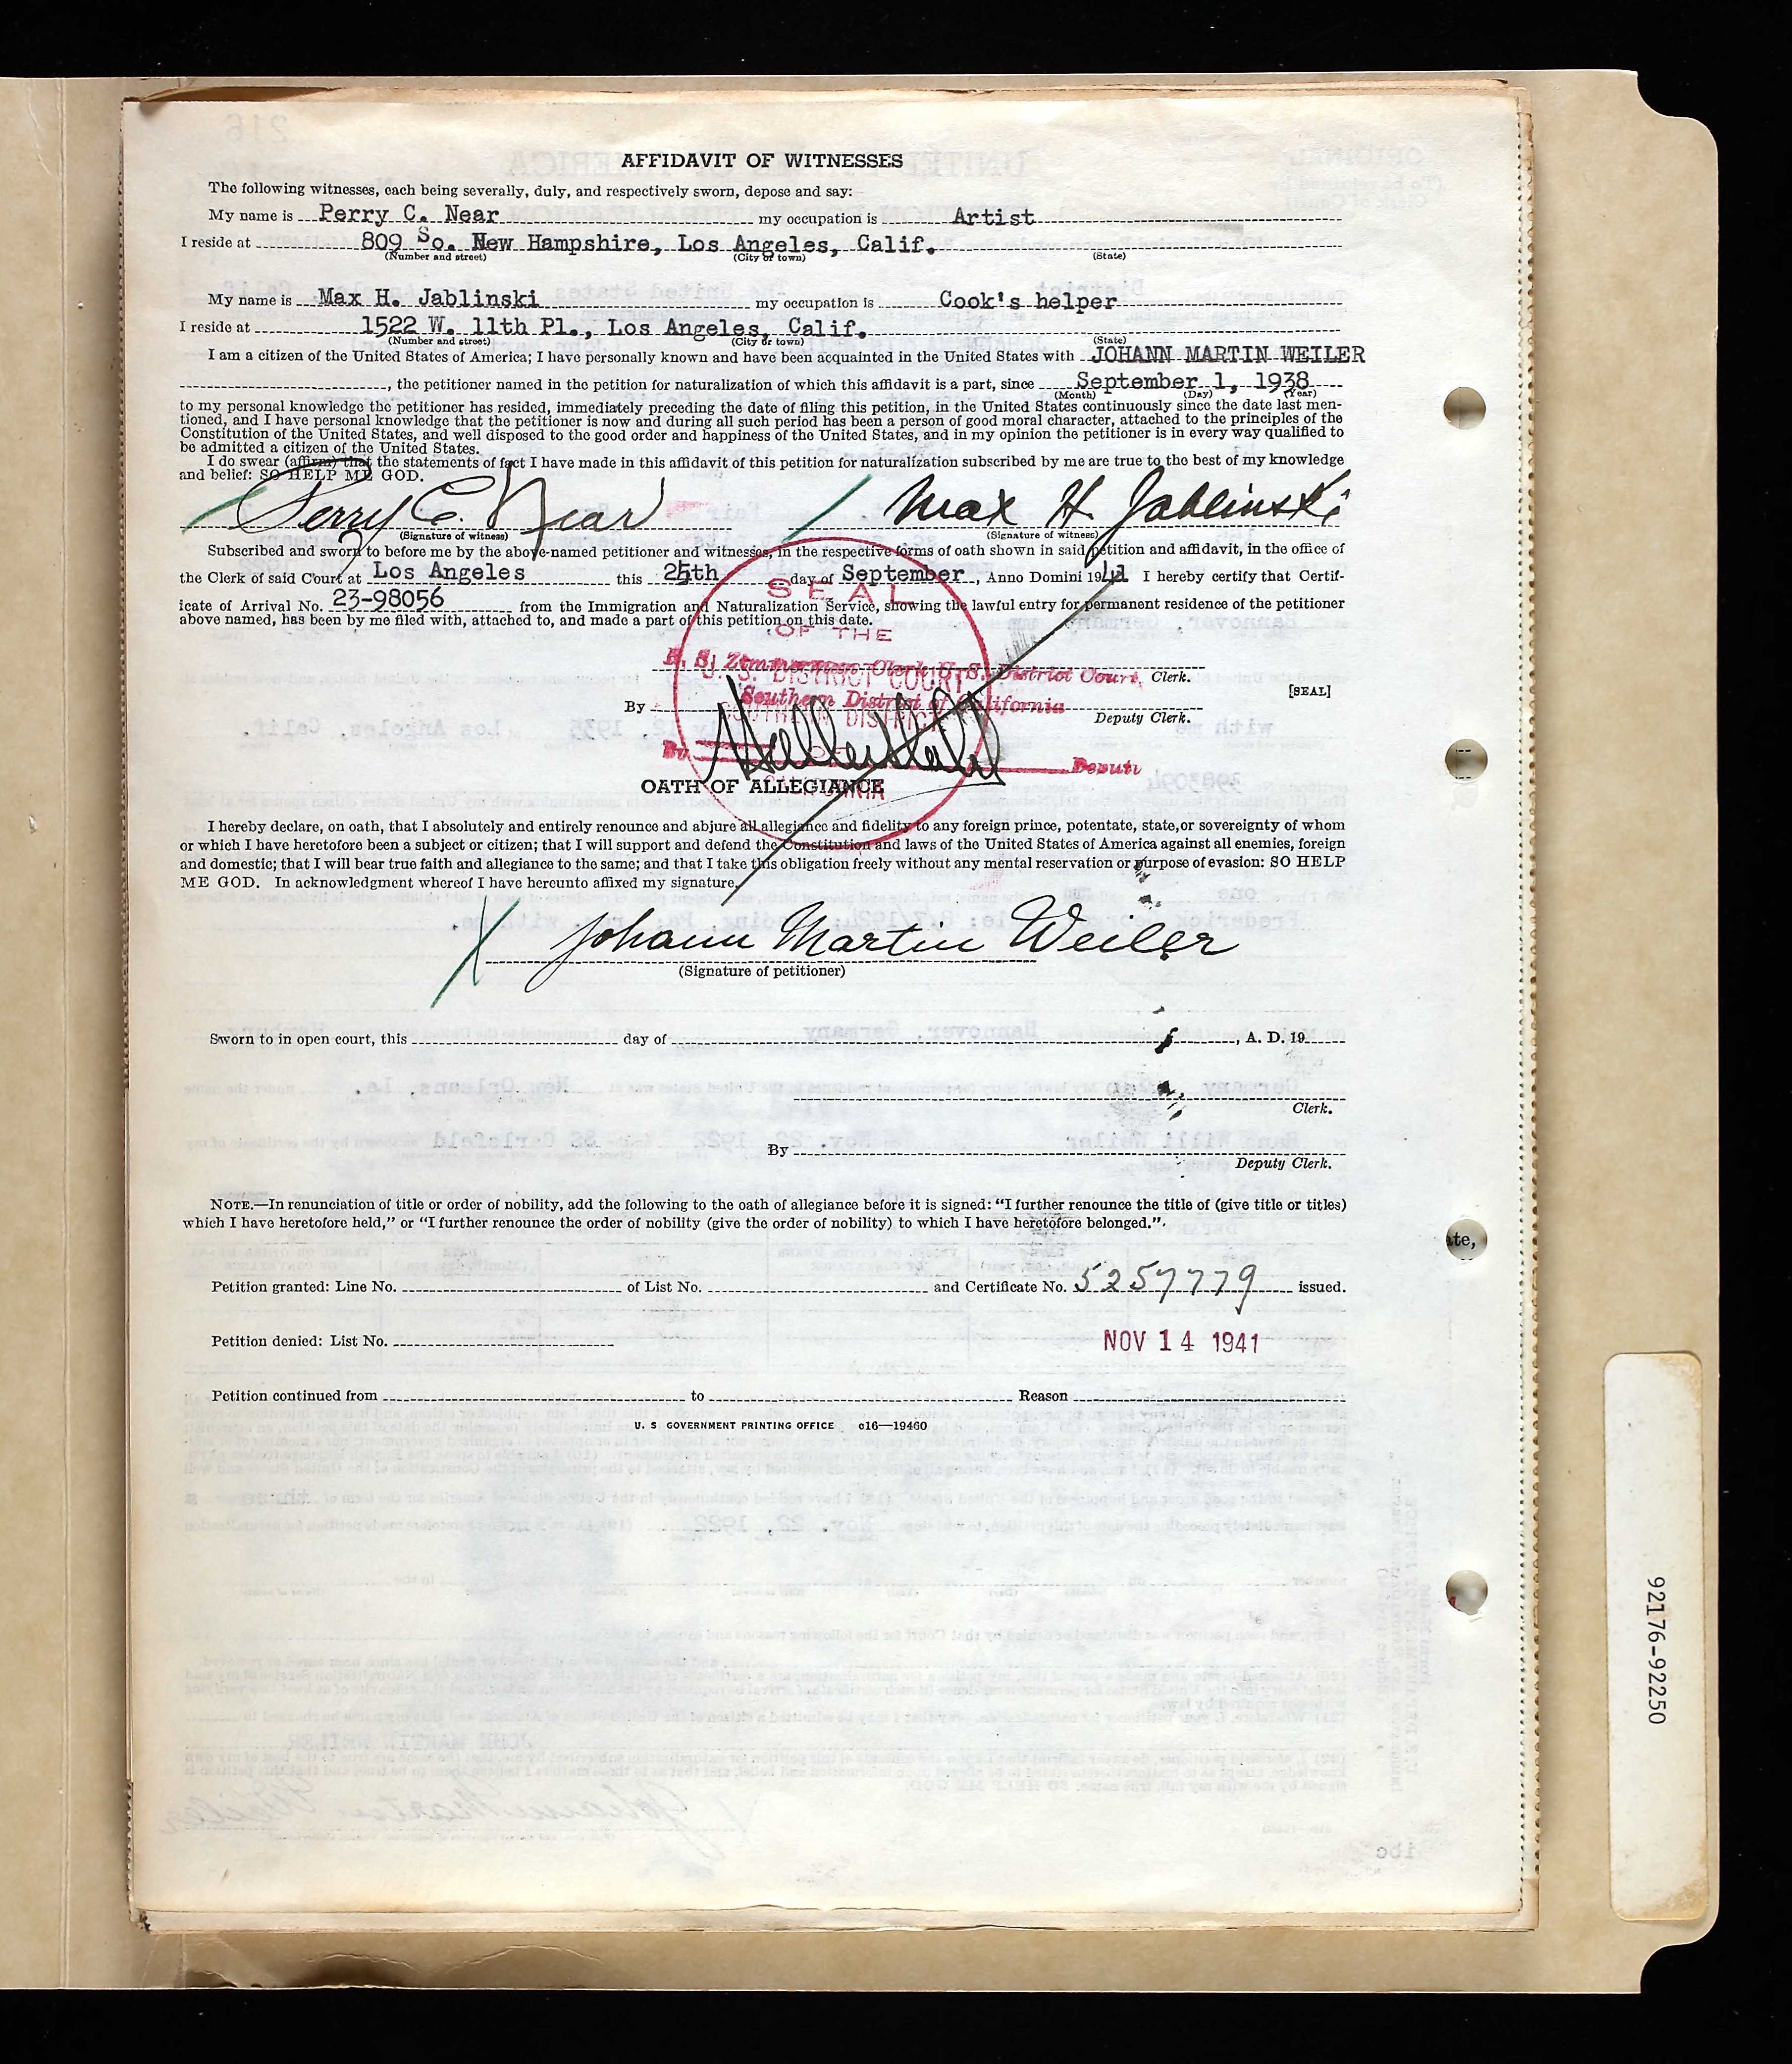 AFFIDAVIT OF WITNESSES
The following witnesses, each being severally, duly, and respectively sworn, depose and say:
My name is Perry C. Near my occupation is Artist
I reside at 809 So. New Hampshire, Los Angeles, Calif.
(Number and street) (City or town) (State)
My name is Max H. Jablinski my occupation is Cook's helper
I reside at 1522 W. 11th Pl., Los Angeles, Calif.
(Number and street) (City or town) (State)
I am a citizen of the United States of America; I have personally known and have been acquainted in the United States with JOHANN MARTIN WEILER
, the petitioner named in the petition for naturalization of which this affidavit is a part, since September 1, 1938
(Month) (Day) (Year)
to my personal knowledge the petitioner has resided, immediately preceding the date of filing this petition, in the United States continuously since the date last men-
tioned, and I have personal knowledge that the petitioner is now and during all such period has been a person of good moral character, attached to the principles of the
Constitution of the United States, and well disposed to the good order and happiness of the United States, and in my opinion the petitioner is in every way qualified to
be admitted a citizen of the United States.
I do swear (affirm) that the statements of fact I have made in this affidavit of this petition for naturalization subscribed by me are true to the best of my knowledge
and belief: SO HELP ME GOD.
Perry C. Near Max H. Jablinski
(Signature of witness) (Signature of witness)
Subscribed and sworn to before me by the above-named petitioner and witnesses, in the respective forms of oath shown in said petition and affidavit, in the office of
the Clerk of said Court at Los Angeles this 25th day of September, Anno Domini 1941 I hereby certify that Certif-
icate of Arrival No. 23-98056 from the Immigration and Naturalization Service, showing the lawful entry for permanent residence of the petitioner
above named, has been by me filed with, attached to, and made a part of this petition on this date.
SEAL
OF THE
U. S. DISTRICT COURT
SOUTHERN DISTRICT
OF
CALIFORNIA
R. S. Zimmerman Clerk U. S. District Court, Clerk.
Southern District of California
[SEAL]
By Deputy Clerk.
By Deputy
OATH OF ALLEGIANCE
I hereby declare, on oath, that I absolutely and entirely renounce and abjure all allegiance and fidelity to any foreign prince, potentate, state, or sovereignty of whom
or which I have heretofore been a subject or citizen; that I will support and defend the Constitution and laws of the United States of America against all enemies, foreign
and domestic; that I will bear true faith and allegiance to the same; and that I take this obligation freely without any mental reservation or purpose of evasion: SO HELP
ME GOD. In acknowledgment whereof I have hereunto affixed my signature.
X Johann Martin Weiler
(Signature of petitioner)
Sworn to in open court, this day of , A. D. 19
Clerk.
By
Deputy Clerk.
NOTE.—In renunciation of title or order of nobility, add the following to the oath of allegiance before it is signed: "I further renounce the title of (give title or titles)
which I have heretofore held," or "I further renounce the order of nobility (give the order of nobility) to which I have heretofore belonged."
Petition granted: Line No. of List No. and Certificate No. 5257779 issued.
Petition denied: List No. NOV 14 1941
Petition continued from to Reason
U. S GOVERNMENT PRINTING OFFICE c16—19460
ate,
92176-92250